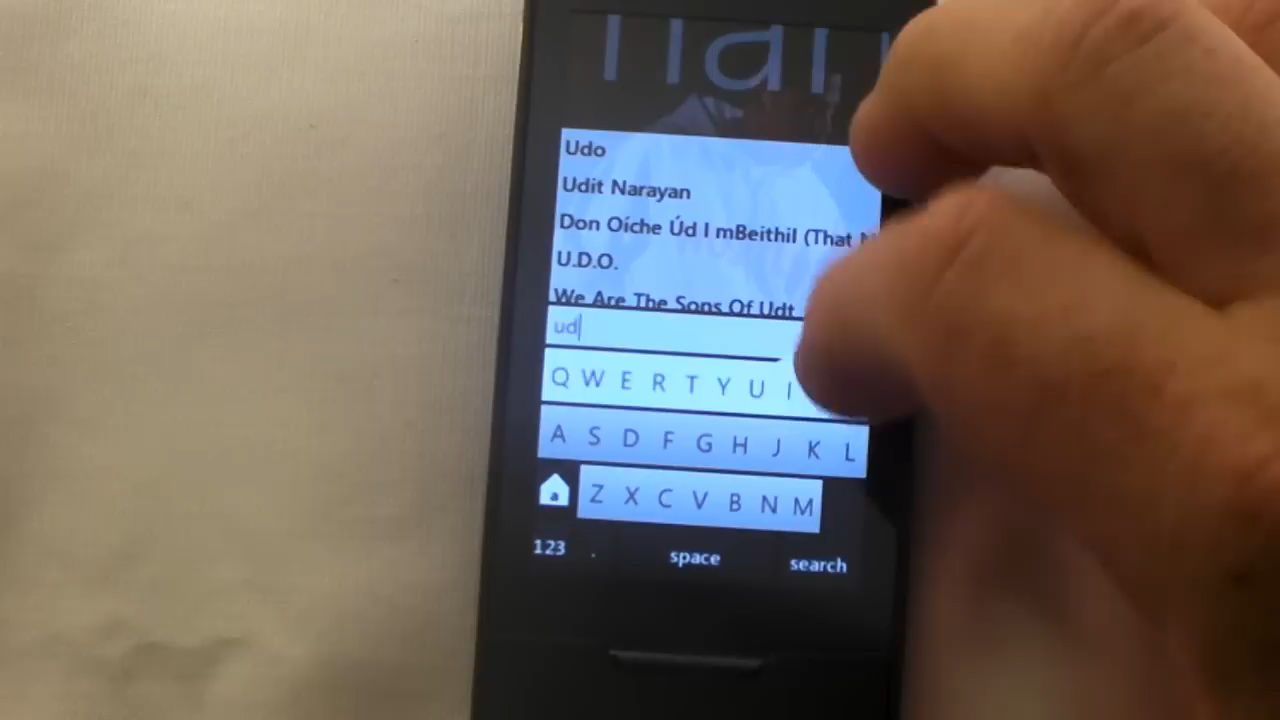 Udo
Udit Narayan
Don Oíche Úd I mBeithil (That
U.D.O.
We Are The Sons Of Udt
ud
Q W E R T Y U I
A S D F G H J K L
a Z X C V B N M
123 . space search